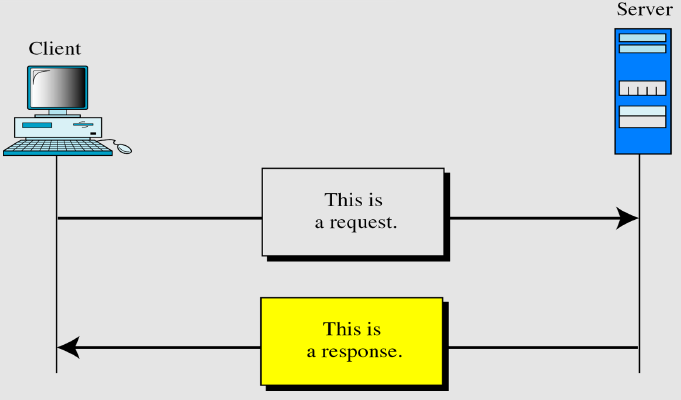 Server
Client
This is
a request.
This is
a response.